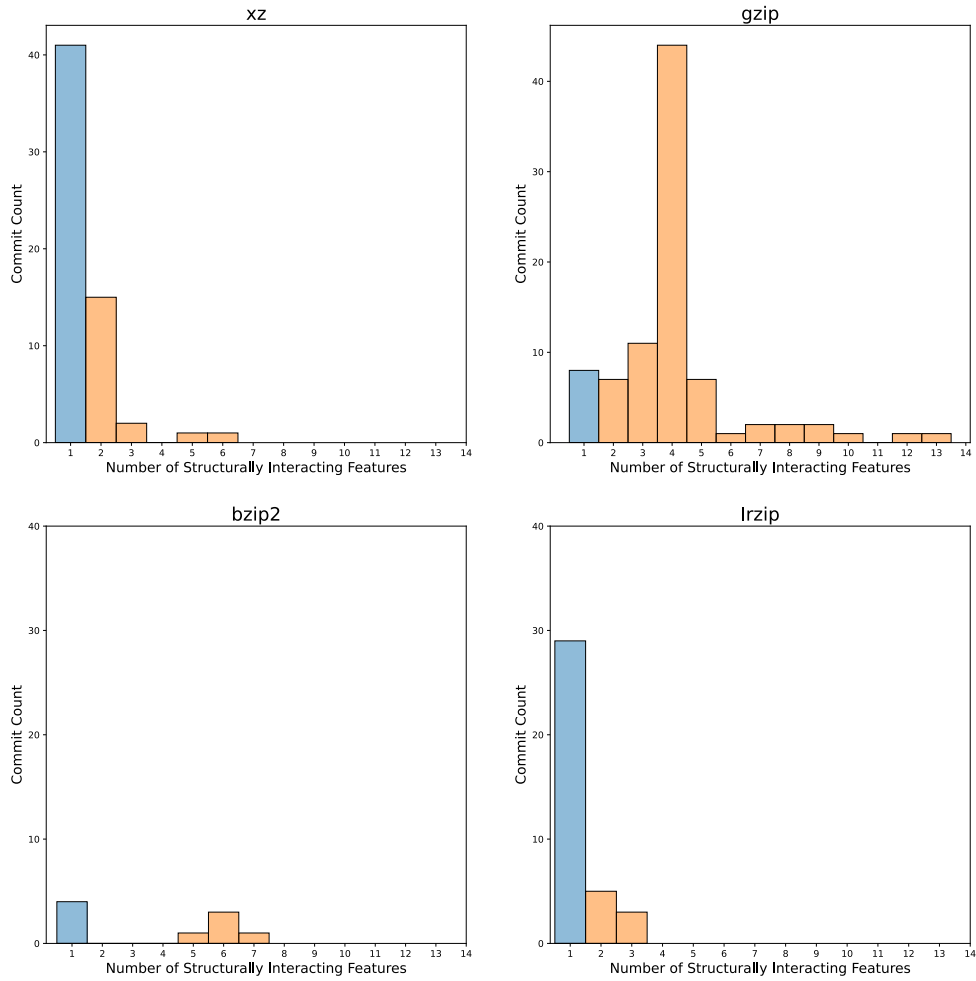 xz
40
30
20
10
0
Commit Count
1 2 3 4 5 6 7 8 9 10 11 12 13 14
Number of Structurally Interacting Features
gzip
40
30
20
10
0
Commit Count
1 2 3 4 5 6 7 8 9 10 11 12 13 14
Number of Structurally Interacting Features
bzip2
40
30
20
10
0
Commit Count
1 2 3 4 5 6 7 8 9 10 11 12 13 14
Number of Structurally Interacting Features
lrzip
40
30
20
10
0
Commit Count
1 2 3 4 5 6 7 8 9 10 11 12 13 14
Number of Structurally Interacting Features